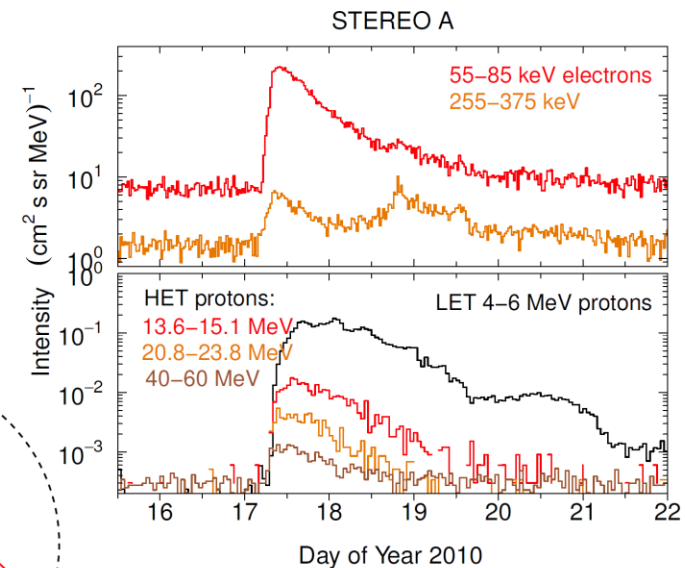 STEREO A
55–85 keV electrons
255–375 keV
10²
10¹
10⁰
Intensity (cm² s sr MeV)⁻¹
10⁰
HET protons:
LET 4–6 MeV protons
13.6–15.1 MeV
20.8–23.8 MeV
40–60 MeV
10⁻¹
10⁻²
10⁻³
16 17 18 19 20 21 22
Day of Year 2010